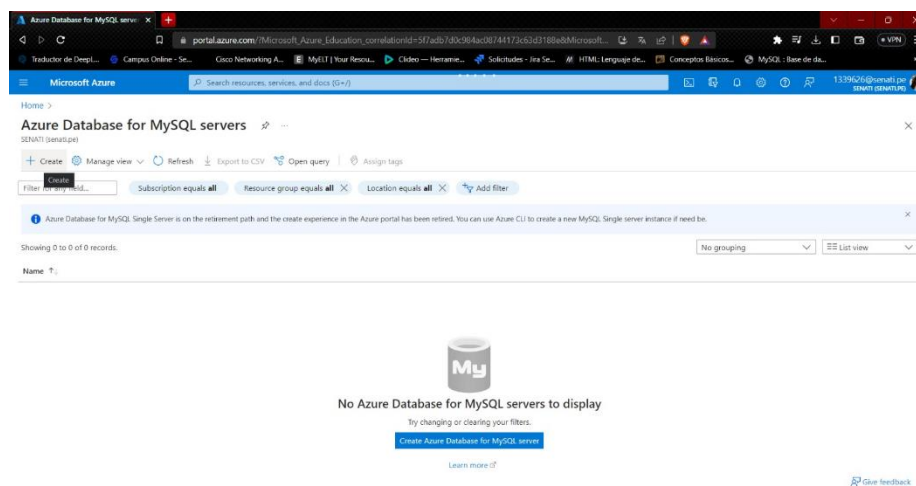 Azure Database for MySQL serve
portal.azure.com/?Microsoft_Azure_Education_correlationId=
VPN
Traductor de DeepL...
Campus Online - Se...
Cisco Networking A...
MyELT | Your Resou...
Clideo — Herramie...
Solicitudes - Jira Se...
HTML: Lenguaje de...
Conceptos Básicos...
MySQL : Base de da...
Microsoft Azure
Search resources, services, and docs (G+/)
1339626@senati.pe
SENATI (SENATI.PE)
Home >
Azure Database for MySQL servers
SENATI (senati.pe)
Create
Manage view
Refresh
Export to CSV
Open query
Assign tags
Create
Filter for any field...
Subscription equals all
Resource group equals all
Location equals all
Add filter
Azure Database for MySQL Single Server is on the retirement path and the create experience in the Azure portal has been retired. You can use Azure CLI to create a new MySQL Single server instance if need be.
Showing 0 to 0 of 0 records.
No grouping
List view
Name
My
No Azure Database for MySQL servers to display
Try changing or clearing your filters.
Create Azure Database for MySQL server
Learn more
Give feedback